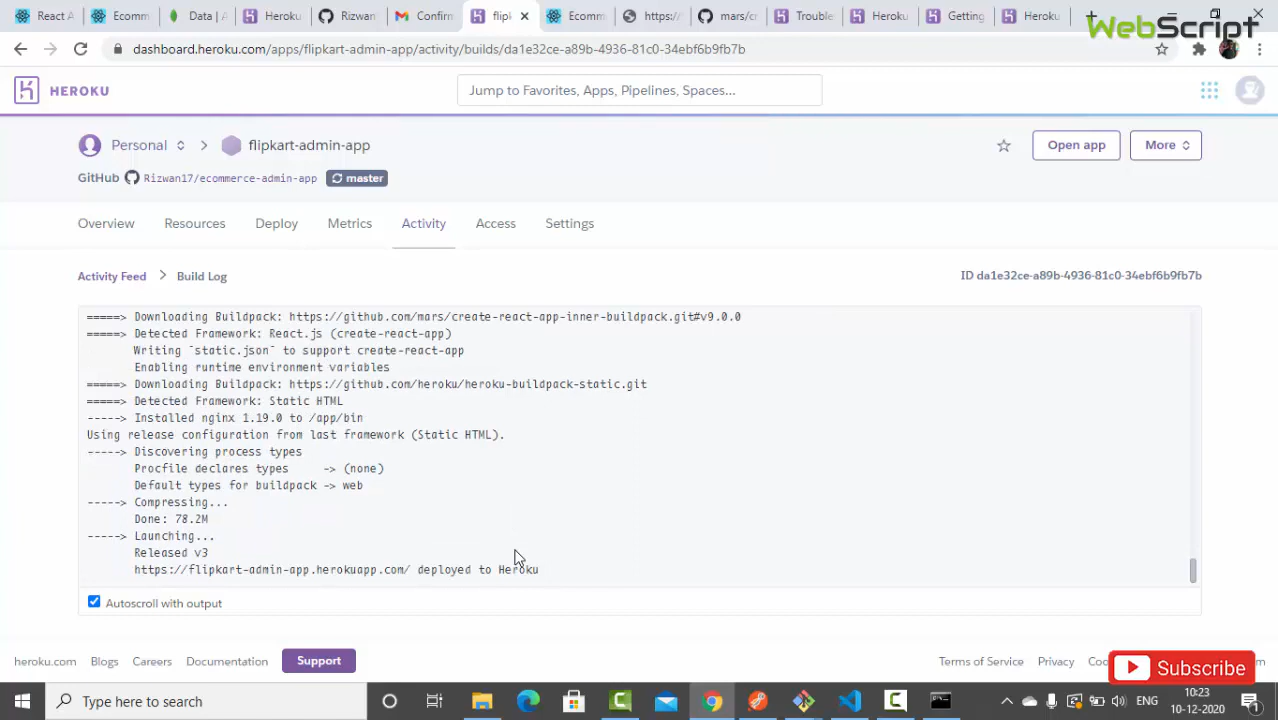 React A
Ecomm
Data | A
Heroku
Rizwan
Confirm
flipk
Ecomm
https:/
mars/cr
Trouble
Heroku
Getting
Heroku
WebScript
dashboard.heroku.com/apps/flipkart-admin-app/activity/builds/da1e32ce-a89b-4936-81c0-34ebf6b9fb7b
HEROKU
Jump to Favorites, Apps, Pipelines, Spaces...
Personal
flipkart-admin-app
Open app
More
GitHub Rizwan17/ecommerce-admin-app master
Overview Resources Deploy Metrics Activity Access Settings
Activity Feed > Build Log
ID da1e32ce-a89b-4936-81c0-34ebf6b9fb7b
=====> Downloading Buildpack: https://github.com/mars/create-react-app-inner-buildpack.git#v9.0.0
=====> Detected Framework: React.js (create-react-app)
Writing `static.json` to support create-react-app
Enabling runtime environment variables
=====> Downloading Buildpack: https://github.com/heroku/heroku-buildpack-static.git
=====> Detected Framework: Static HTML
-----> Installed nginx 1.19.0 to /app/bin
Using release configuration from last framework (Static HTML).
-----> Discovering process types
Procfile declares types -> (none)
Default types for buildpack -> web
-----> Compressing...
Done: 78.2M
-----> Launching...
Released v3
https://flipkart-admin-app.herokuapp.com/ deployed to Heroku
Autoscroll with output
heroku.com Blogs Careers Documentation Support
Terms of Service Privacy Coo
Subscribe
Type here to search
ENG
10:23
10-12-2020